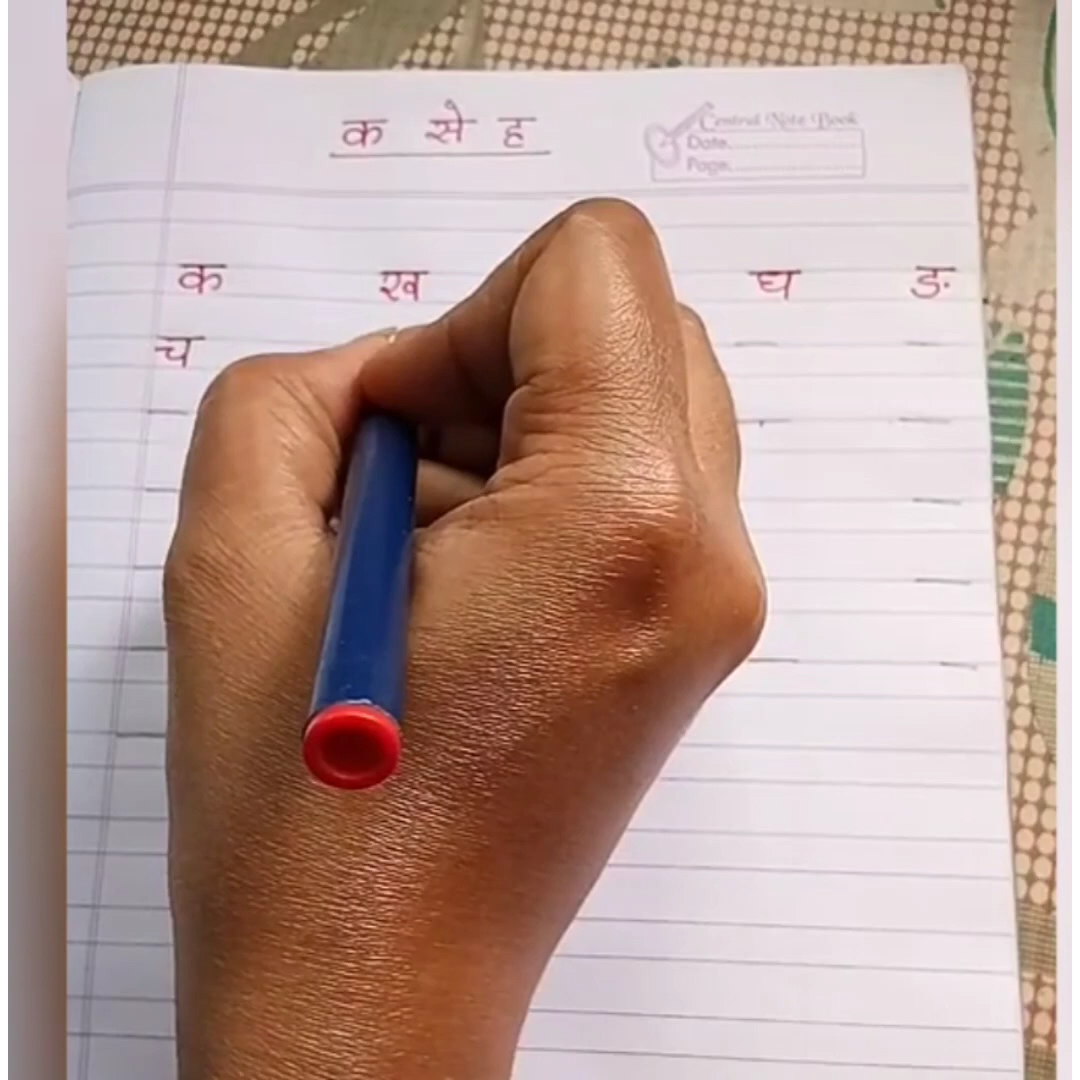 क से ह
Central Note Book
Date
Page
क ख घ ङ
च